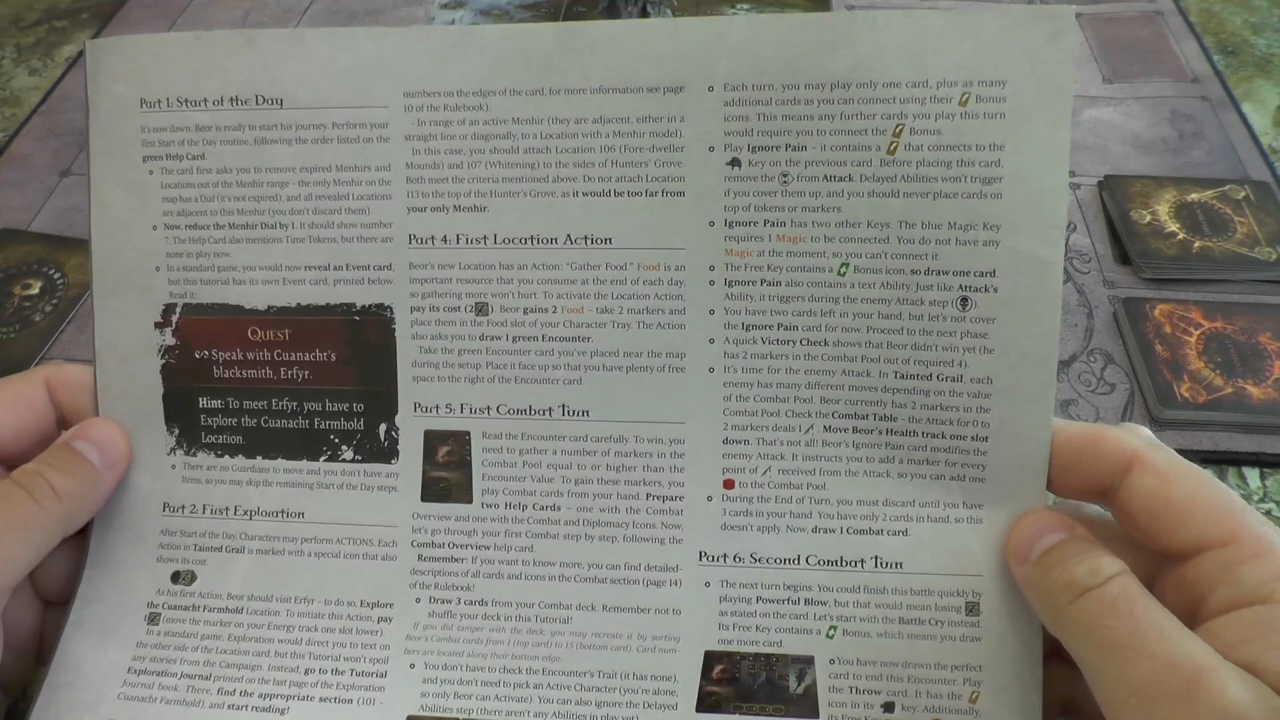 Part 1: Start of the Day
It's now dawn. Beor is ready to start his journey. Perform your
first Start of the Day routine, following the order listed on the
green Help Card.
The card first asks you to remove expired Menhirs and
Locations out of the Menhir range – the only Menhir on the
map has a Dial (it's not expired), and all revealed Locations
are adjacent to this Menhir (you don't discard them).
Now, reduce the Menhir Dial by 1. It should show number
7. The Help Card also mentions Time Tokens, but there are
none in play now.
In a standard game, you would now reveal an Event card,
but this tutorial has its own Event card, printed below.
Read it:
QUEST
Speak with Cuanacht's
blacksmith, Erfyr.
Hint: To meet Erfyr, you have to
Explore the Cuanacht Farmhold
Location.
There are no Guardians to move and you don't have any
Items, so you may skip the remaining Start of the Day steps.
Part 2: First Exploration
After Start of the Day, Characters may perform ACTIONS. Each
Action in Tainted Grail is marked with a special icon that also
shows its cost.
As his first Action, Beor should visit Erfyr – to do so, Explore
the Cuanacht Farmhold Location. To initiate this Action, pay
1 (move the marker on your Energy track one slot lower).
In a standard game, Exploration would direct you to text on
the other side of the Location card, but this Tutorial won't spoil
any stories from the Campaign. Instead, go to the Tutorial
Exploration Journal printed on the last page of the Exploration
Journal book. There, find the appropriate section (101 -
Cuanacht Farmhold), and start reading!
numbers on the edges of the card, for more information see page
10 of the Rulebook).
- In range of an active Menhir (they are adjacent, either in a
straight line or diagonally, to a Location with a Menhir model).
In this case, you should attach Location 106 (Fore-dweller
Mounds) and 107 (Whitening) to the sides of Hunters' Grove.
Both meet the criteria mentioned above. Do not attach Location
113 to the top of the Hunter's Grove, as it would be too far from
your only Menhir.
Part 4: First Location Action
Beor's new Location has an Action: "Gather Food." Food is an
important resource that you consume at the end of each day,
so gathering more won't hurt. To activate the Location Action,
pay its cost (2). Beor gains 2 Food – take 2 markers and
place them in the Food slot of your Character Tray. The Action
also asks you to draw 1 green Encounter.
Take the green Encounter card you've placed near the map
during the setup. Place it face up so that you have plenty of free
space to the right of the Encounter card.
Part 5: First Combat Turn
Read the Encounter card carefully. To win, you
need to gather a number of markers in the
Combat Pool equal to or higher than the
Encounter Value. To gain these markers, you
play Combat cards from your hand. Prepare
two Help Cards – one with the Combat
Overview and one with the Combat and Diplomacy Icons. Now,
let's go through your first Combat step by step, following the
Combat Overview help card.
Remember: If you want to know more, you can find detailed-
descriptions of all cards and icons in the Combat section (page 14)
of the Rulebook!
Draw 3 cards from your Combat deck. Remember not to
shuffle your deck in this Tutorial!
If you did tamper with the deck, you may recreate it by sorting
Beor's Combat cards from 1 (top card) to 15 (bottom card). Card num-
bers are located along their bottom edge.
You don't have to check the Encounter's Trait (it has none),
and you don't need to pick an Active Character (you're alone,
so only Beor can Activate). You can also ignore the Delayed
Abilities step (there aren't any Abilities in play yet).
Each turn, you may play only one card, plus as many
additional cards as you can connect using their Bonus
icons. This means any further cards you play this turn
would require you to connect the Bonus.
Play Ignore Pain – it contains a that connects to the
Key on the previous card. Before placing this card,
remove the from Attack. Delayed Abilities won't trigger
if you cover them up, and you should never place cards on
top of tokens or markers.
Ignore Pain has two other Keys. The blue Magic Key
requires 1 Magic to be connected. You do not have any
Magic at the moment, so you can't connect it.
The Free Key contains a Bonus icon, so draw one card.
Ignore Pain also contains a text Ability. Just like Attack's
Ability, it triggers during the enemy Attack step ().
You have two cards left in your hand, but let's not cover
the Ignore Pain card for now. Proceed to the next phase.
A quick Victory Check shows that Beor didn't win yet (he
has 2 markers in the Combat Pool out of required 4).
It's time for the enemy Attack. In Tainted Grail, each
enemy has many different moves depending on the value
of the Combat Pool. Beor currently has 2 markers in the
Combat Pool. Check the Combat Table – the Attack for 0 to
2 markers deals 1. Move Beor's Health track one slot
down. That's not all! Beor's Ignore Pain card modifies the
enemy Attack. It instructs you to add a marker for every
point of received from the Attack, so you can add one
to the Combat Pool.
During the End of Turn, you must discard until you have
3 cards in your hand. You have only 2 cards in hand, so this
doesn't apply. Now, draw 1 Combat card.
Part 6: Second Combat Turn
The next turn begins. You could finish this battle quickly by
playing Powerful Blow, but that would mean losing
as stated on the card. Let's start with the Battle Cry instead.
Its Free Key contains a Bonus, which means you draw
one more card.
You have now drawn the perfect
card to end this Encounter. Play
the Throw card. It has the
icon in its key. Additionally,
its Free Key